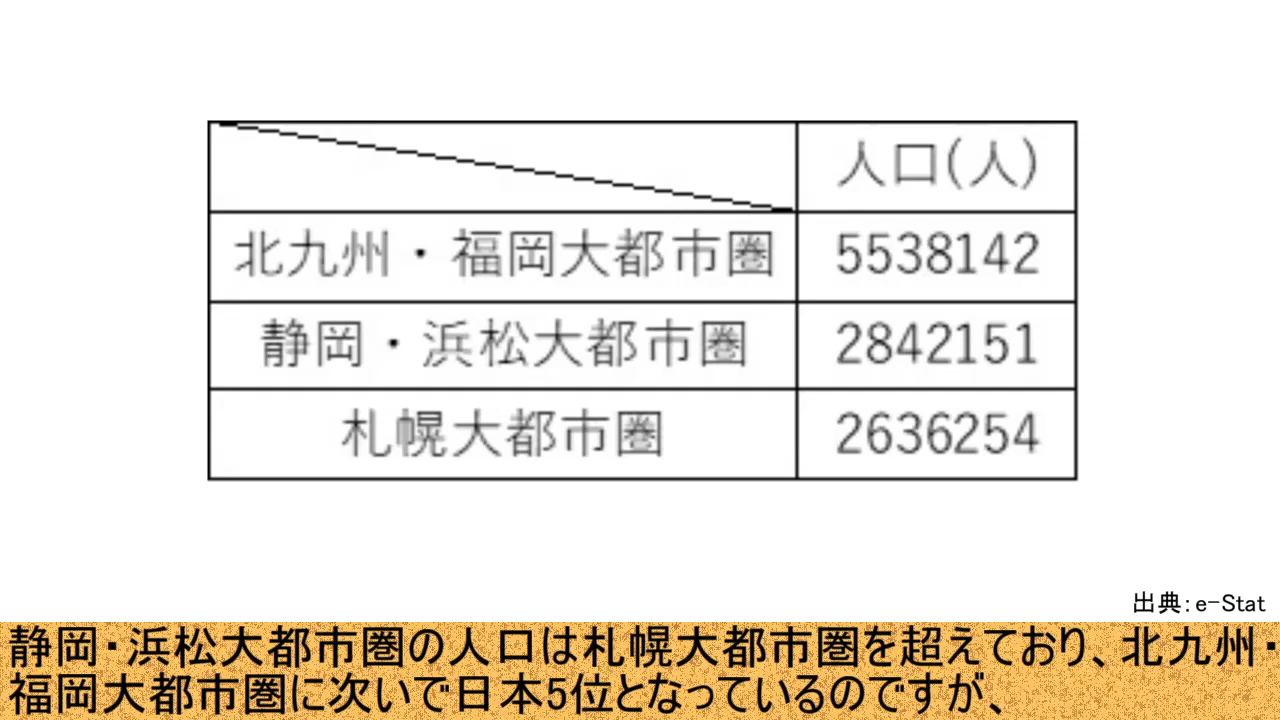 人口(人)
北九州・福岡大都市圏 5538142
静岡・浜松大都市圏 2842151
札幌大都市圏 2636254
出典:e-Stat
静岡・浜松大都市圏の人口は札幌大都市圏を超えており、北九州・
福岡大都市圏に次いで日本5位となっているのですが、